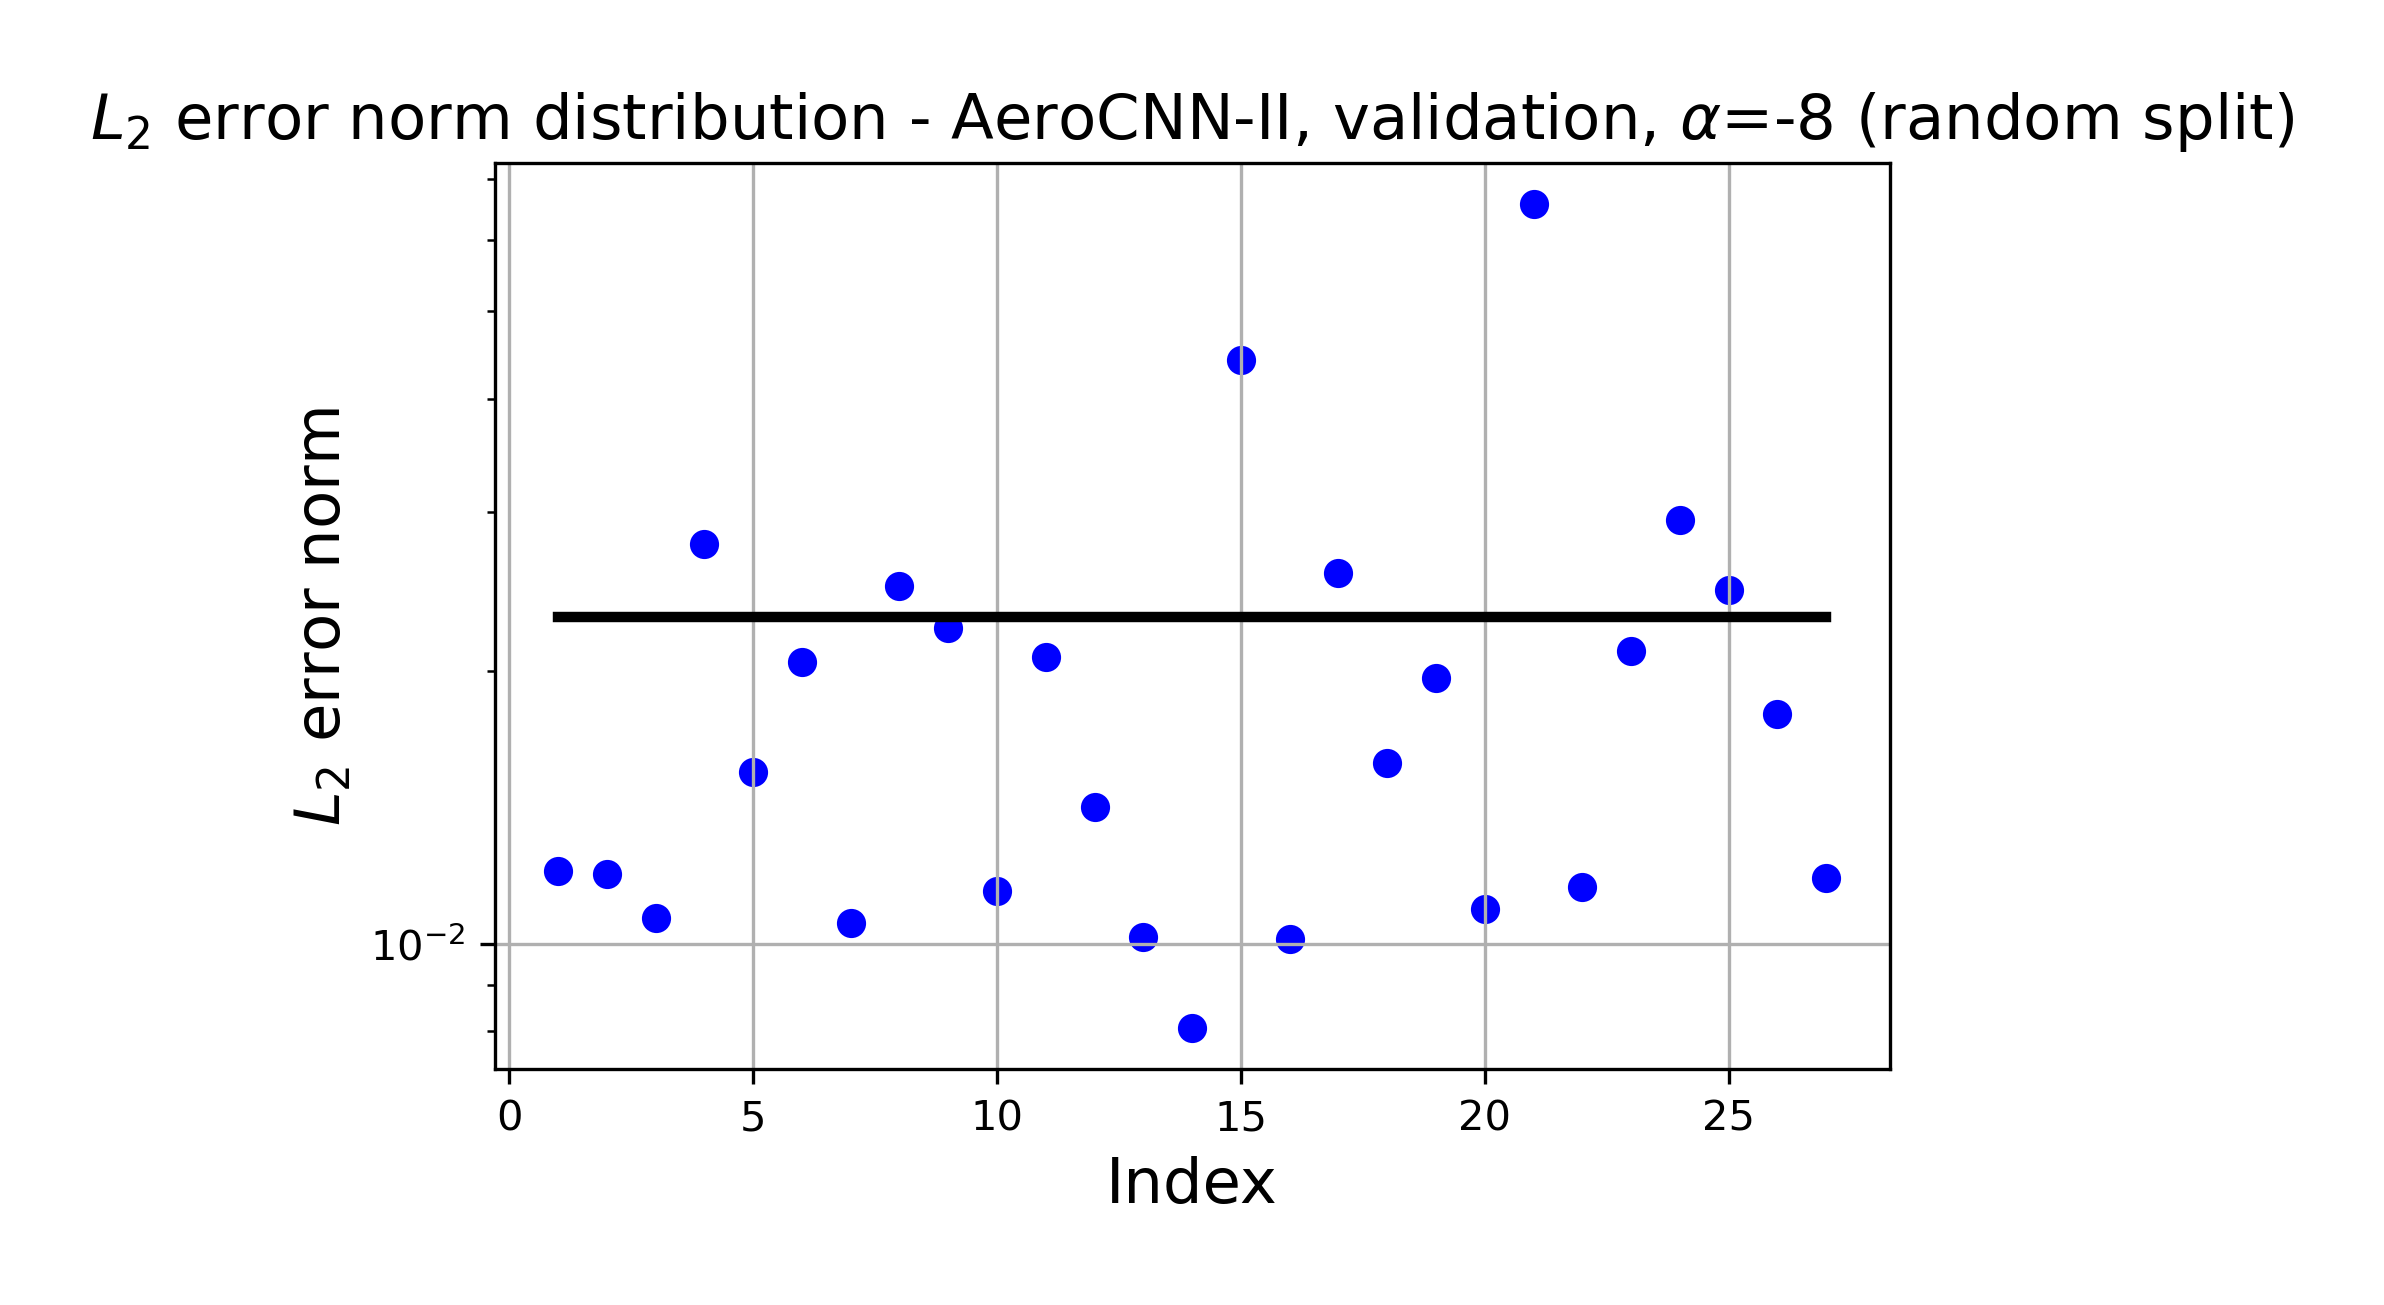 L₂ error norm distribution - AeroCNN-II, validation, α=-8 (random split)
L₂ error norm
10⁻²
0 5 10 15 20 25
Index